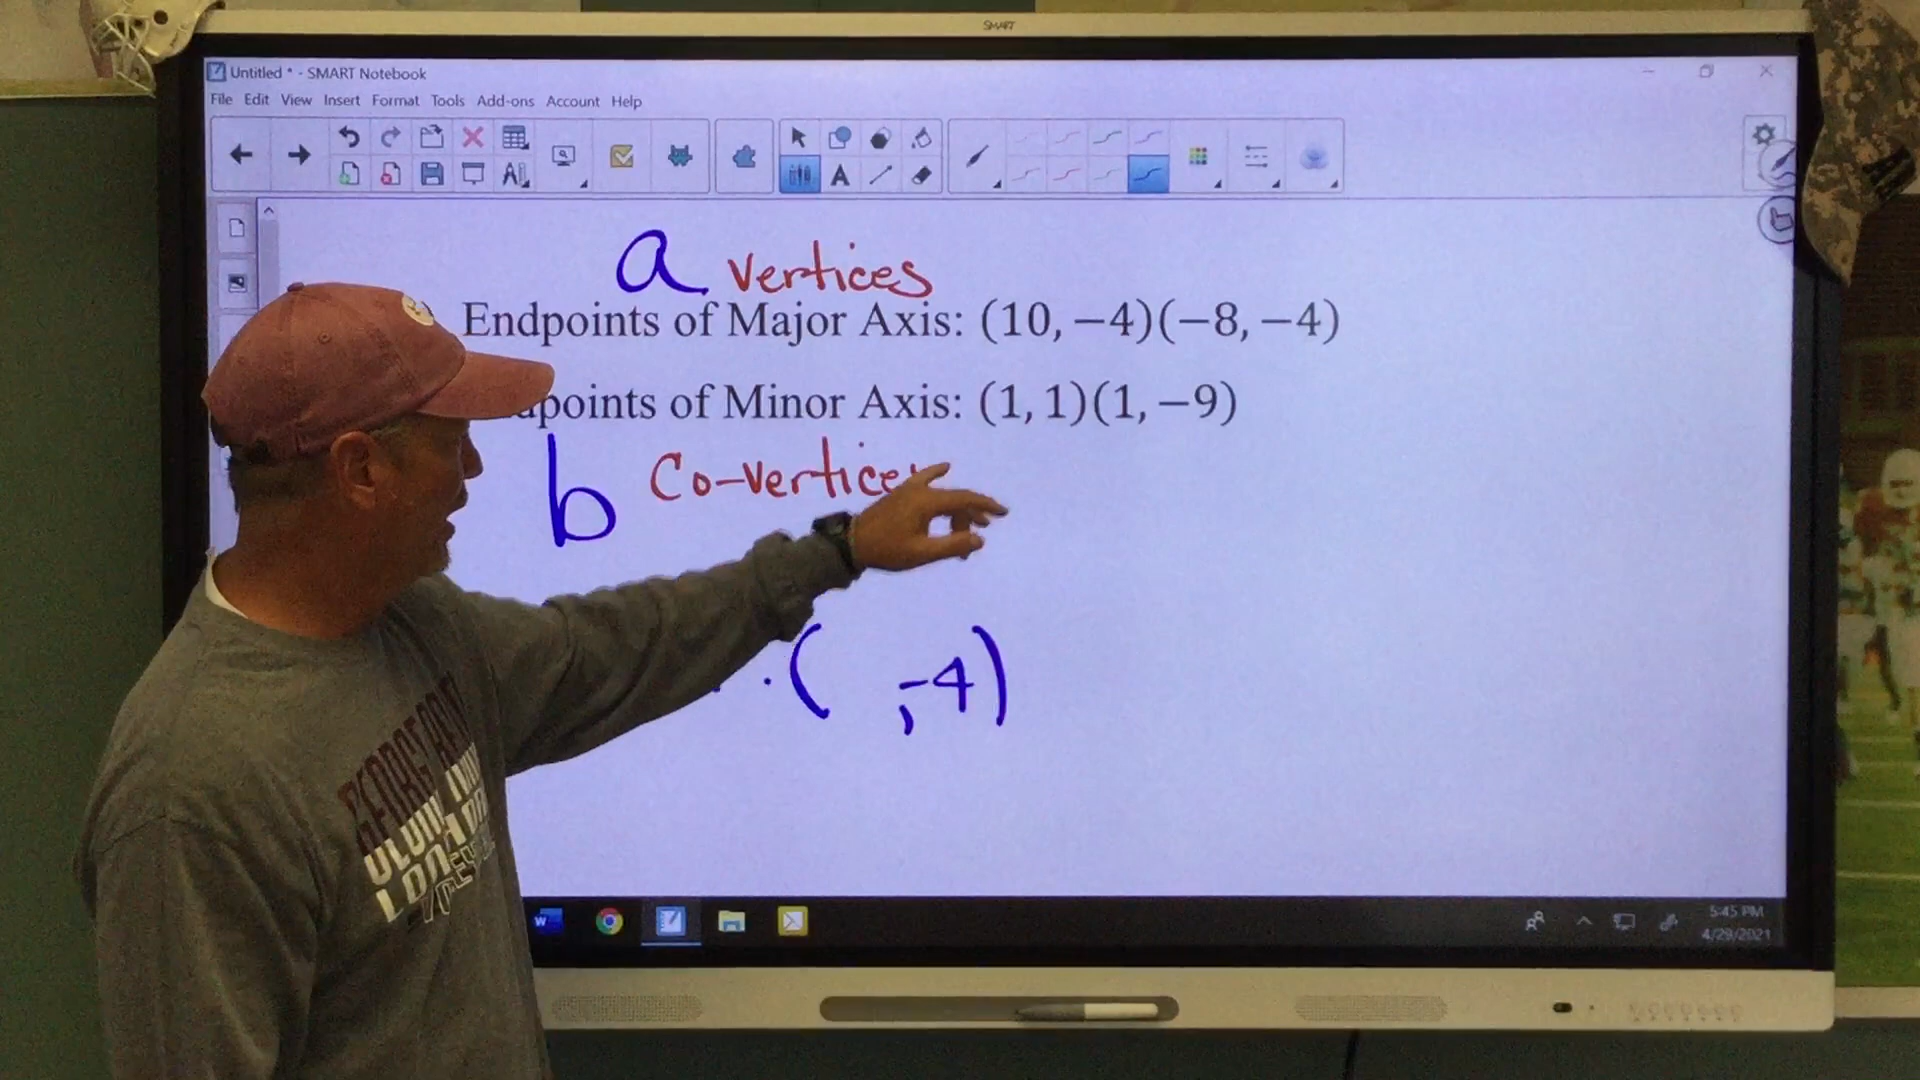 SMART
Untitled * - SMART Notebook
File Edit View Insert Format Tools Add-ons Account Help
a vertices
Endpoints of Major Axis: (10, −4)(−8, −4)
points of Minor Axis: (1, 1)(1, −9)
b Co-vertices
( , -4)
5:45 PM
4/29/2021